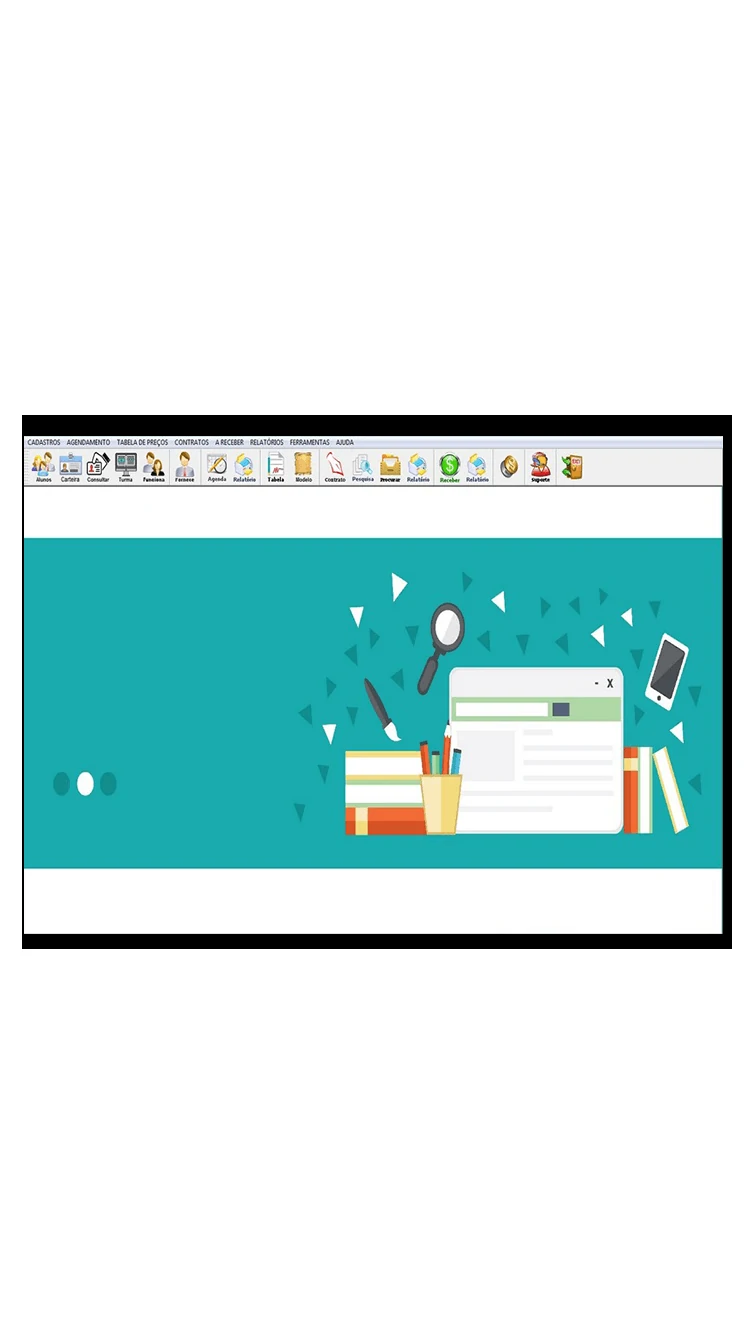 CADASTROS AGENDAMENTO TABELA DE PREÇOS CONTRATOS A RECEBER RELATÓRIOS FERRAMENTAS AJUDA
Alunos Carteira Consultar Turma Funciona Fornece Agenda Relatório Tabela Modelo Contrato Pesquisa Procurar Relatório Receber Relatório Suporte
EXIT
- X